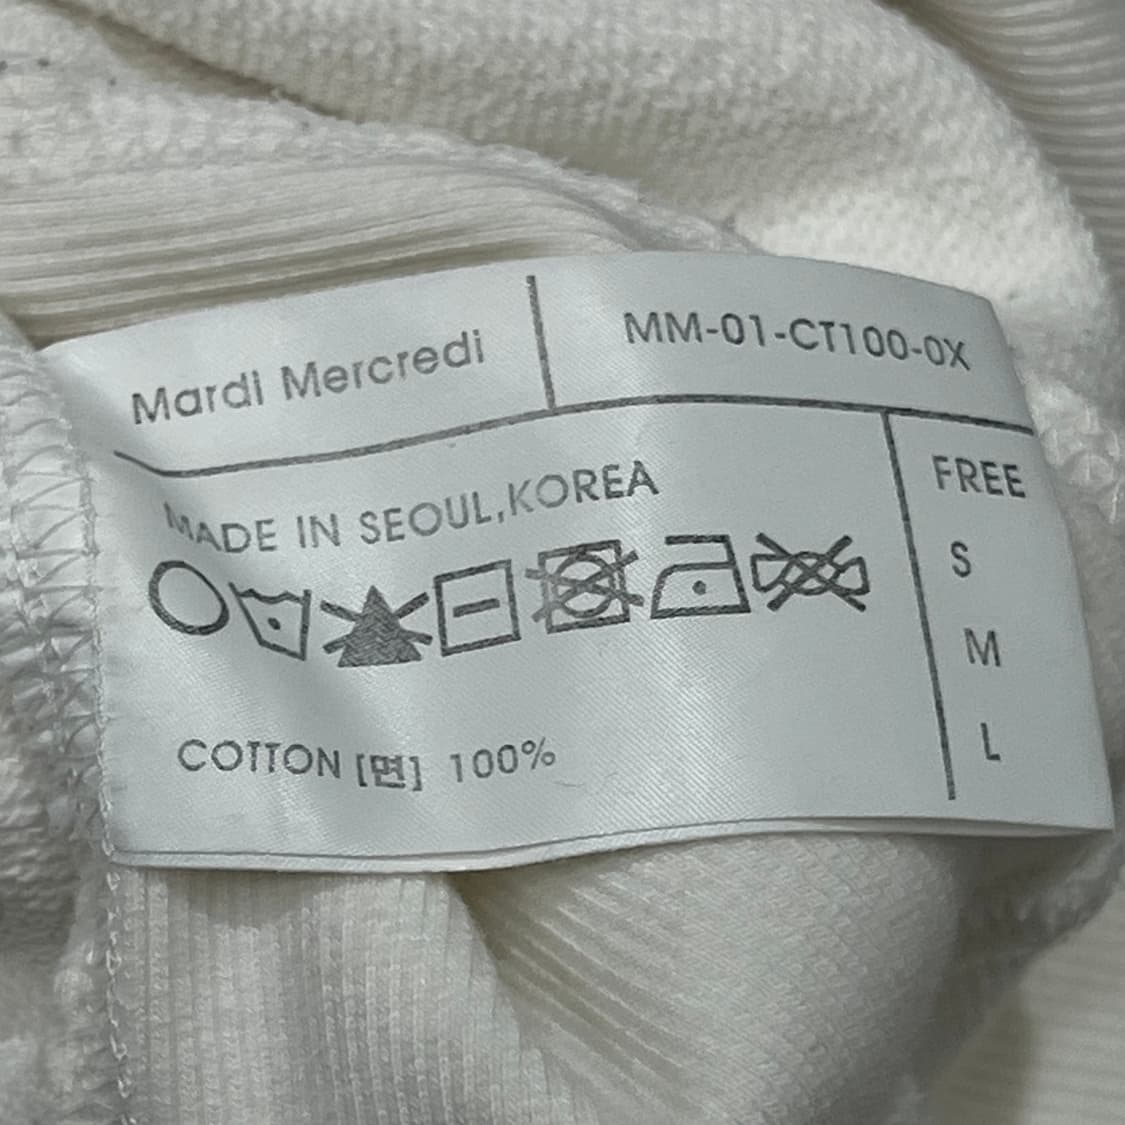 Mardi Mercredi
MM-01-CT100-0X
MADE IN SEOUL,KOREA
COTTON [면] 100%
FREE
S
M
L